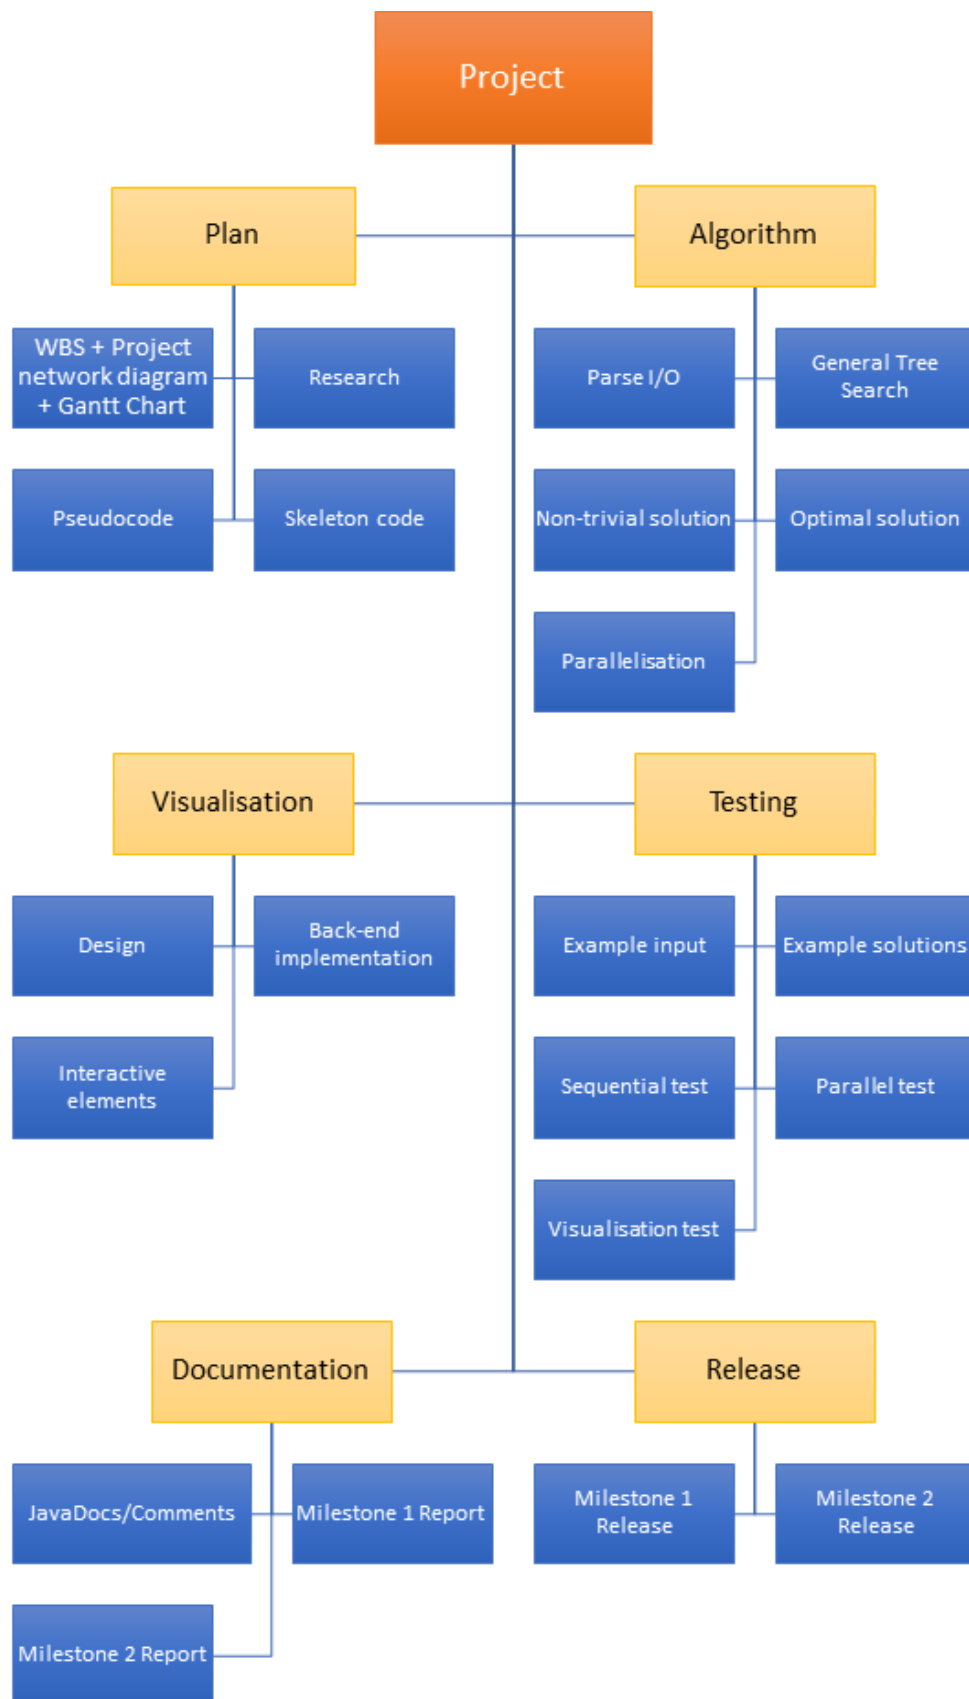 Project
Plan
Algorithm
WBS + Project
network diagram
+ Gantt Chart
Research
Parse I/O
General Tree
Search
Pseudocode
Skeleton code
Non-trivial solution
Optimal solution
Parallelisation
Visualisation
Testing
Design
Back-end
implementation
Example input
Example solutions
Interactive
elements
Sequential test
Parallel test
Visualisation test
Documentation
Release
JavaDocs/Comments
Milestone 1 Report
Milestone 1
Release
Milestone 2
Release
Milestone 2 Report